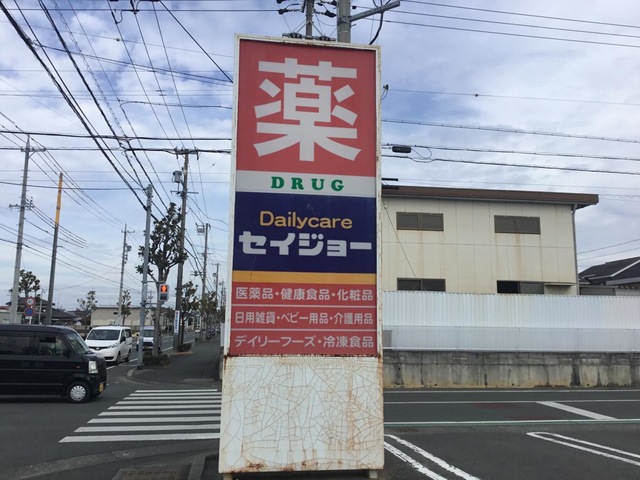 薬
DRUG
Dailycare
セイジョー
医薬品・健康食品・化粧品
日用雑貨・ベビー用品・介護用品
デイリーフーズ・冷凍食品